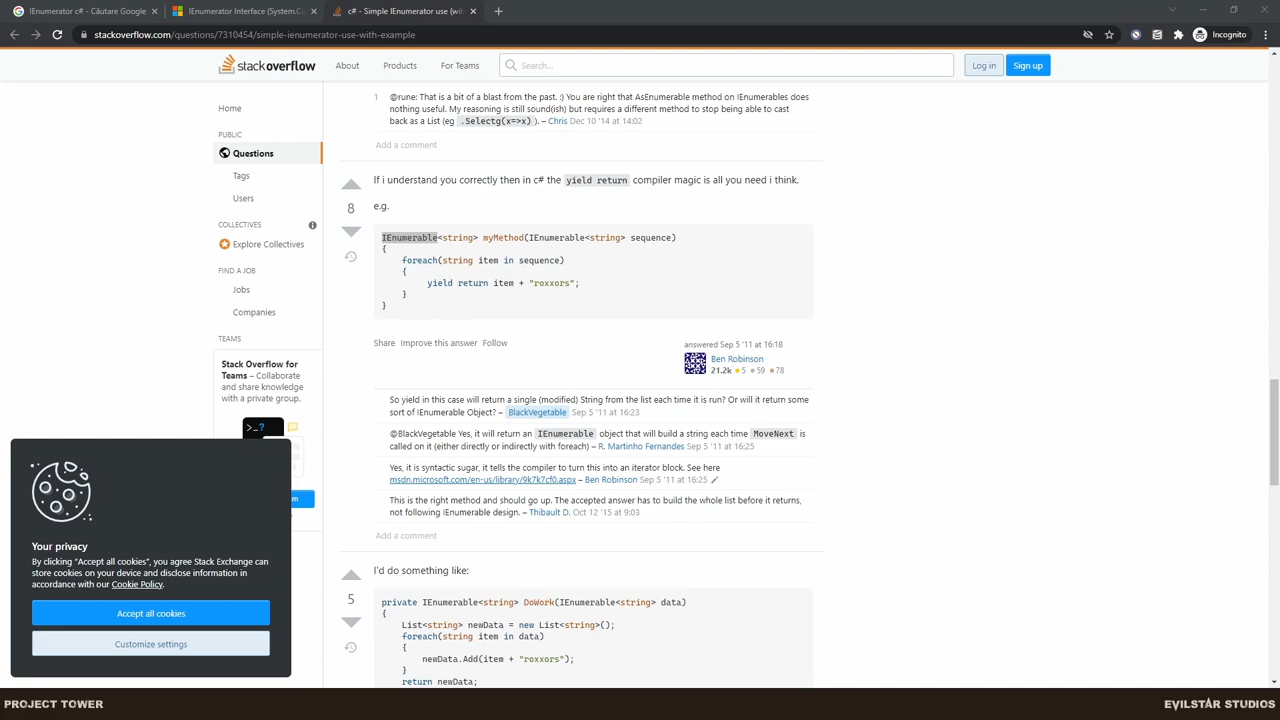 IEnumerator c# - Căutare Google
IEnumerator Interface (System.C
c# - Simple IEnumerator use (wit
stackoverflow.com/questions/7310454/simple-ienumerator-use-with-example
Incognito
stackoverflow
About
Products
For Teams
Search...
Log in
Sign up
Home
PUBLIC
Questions
Tags
Users
COLLECTIVES
Explore Collectives
FIND A JOB
Jobs
Companies
TEAMS
Stack Overflow for
Teams – Collaborate
and share knowledge
with a private group.
>_?
m
1
@rune: That is a bit of a blast from the past. :) You are right that AsEnumerable method on IEnumerables does
nothing useful. My reasoning is still sound(ish) but requires a different method to stop being able to cast
back as a List (eg .Selectg(x=>x) ). – Chris Dec 10 '14 at 14:02
Add a comment
8
If i understand you correctly then in c# the yield return compiler magic is all you need i think.
e.g.
IEnumerable<string> myMethod(IEnumerable<string> sequence)
{
foreach(string item in sequence)
{
yield return item + "roxxors";
}
}
Share Improve this answer Follow
answered Sep 5 '11 at 16:18
Ben Robinson
21.2k 5 59 78
So yield in this case will return a single (modified) String from the list each time it is run? Or will it return some
sort of IEnumerable Object? – BlackVegetable Sep 5 '11 at 16:23
@BlackVegetable Yes, it will return an IEnumerable object that will build a string each time MoveNext is
called on it (either directly or indirectly with foreach) – R. Martinho Fernandes Sep 5 '11 at 16:25
Yes, it is syntactic sugar, it tells the compiler to turn this into an iterator block. See here
msdn.microsoft.com/en-us/library/9k7k7cf0.aspx – Ben Robinson Sep 5 '11 at 16:25
This is the right method and should go up. The accepted answer has to build the whole list before it returns,
not following IEnumerable design. – Thibault D. Oct 12 '15 at 9:03
Add a comment
5
I'd do something like:
private IEnumerable<string> DoWork(IEnumerable<string> data)
{
List<string> newData = new List<string>();
foreach(string item in data)
{
newData.Add(item + "roxxors");
}
return newData;
Your privacy
By clicking "Accept all cookies", you agree Stack Exchange can
store cookies on your device and disclose information in
accordance with our Cookie Policy.
Accept all cookies
Customize settings
PROJECT TOWER
EVILSTAR STUDIOS